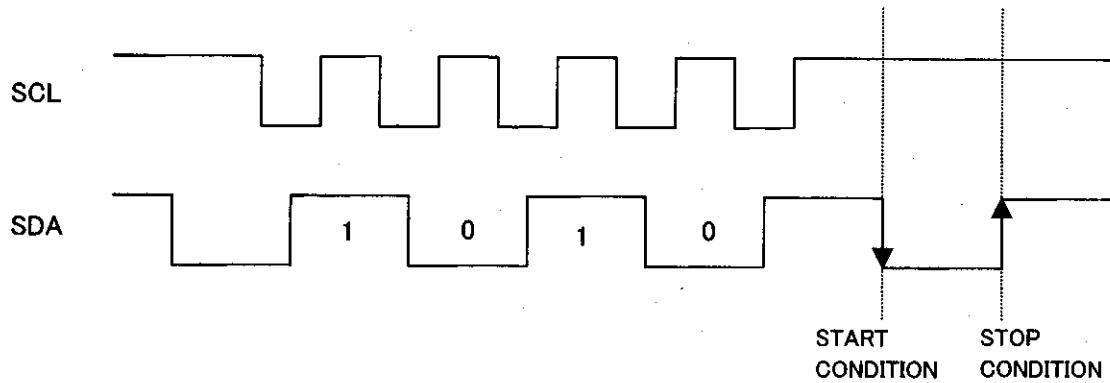 SCL
SDA
1 0 1 0
START CONDITION
STOP CONDITION